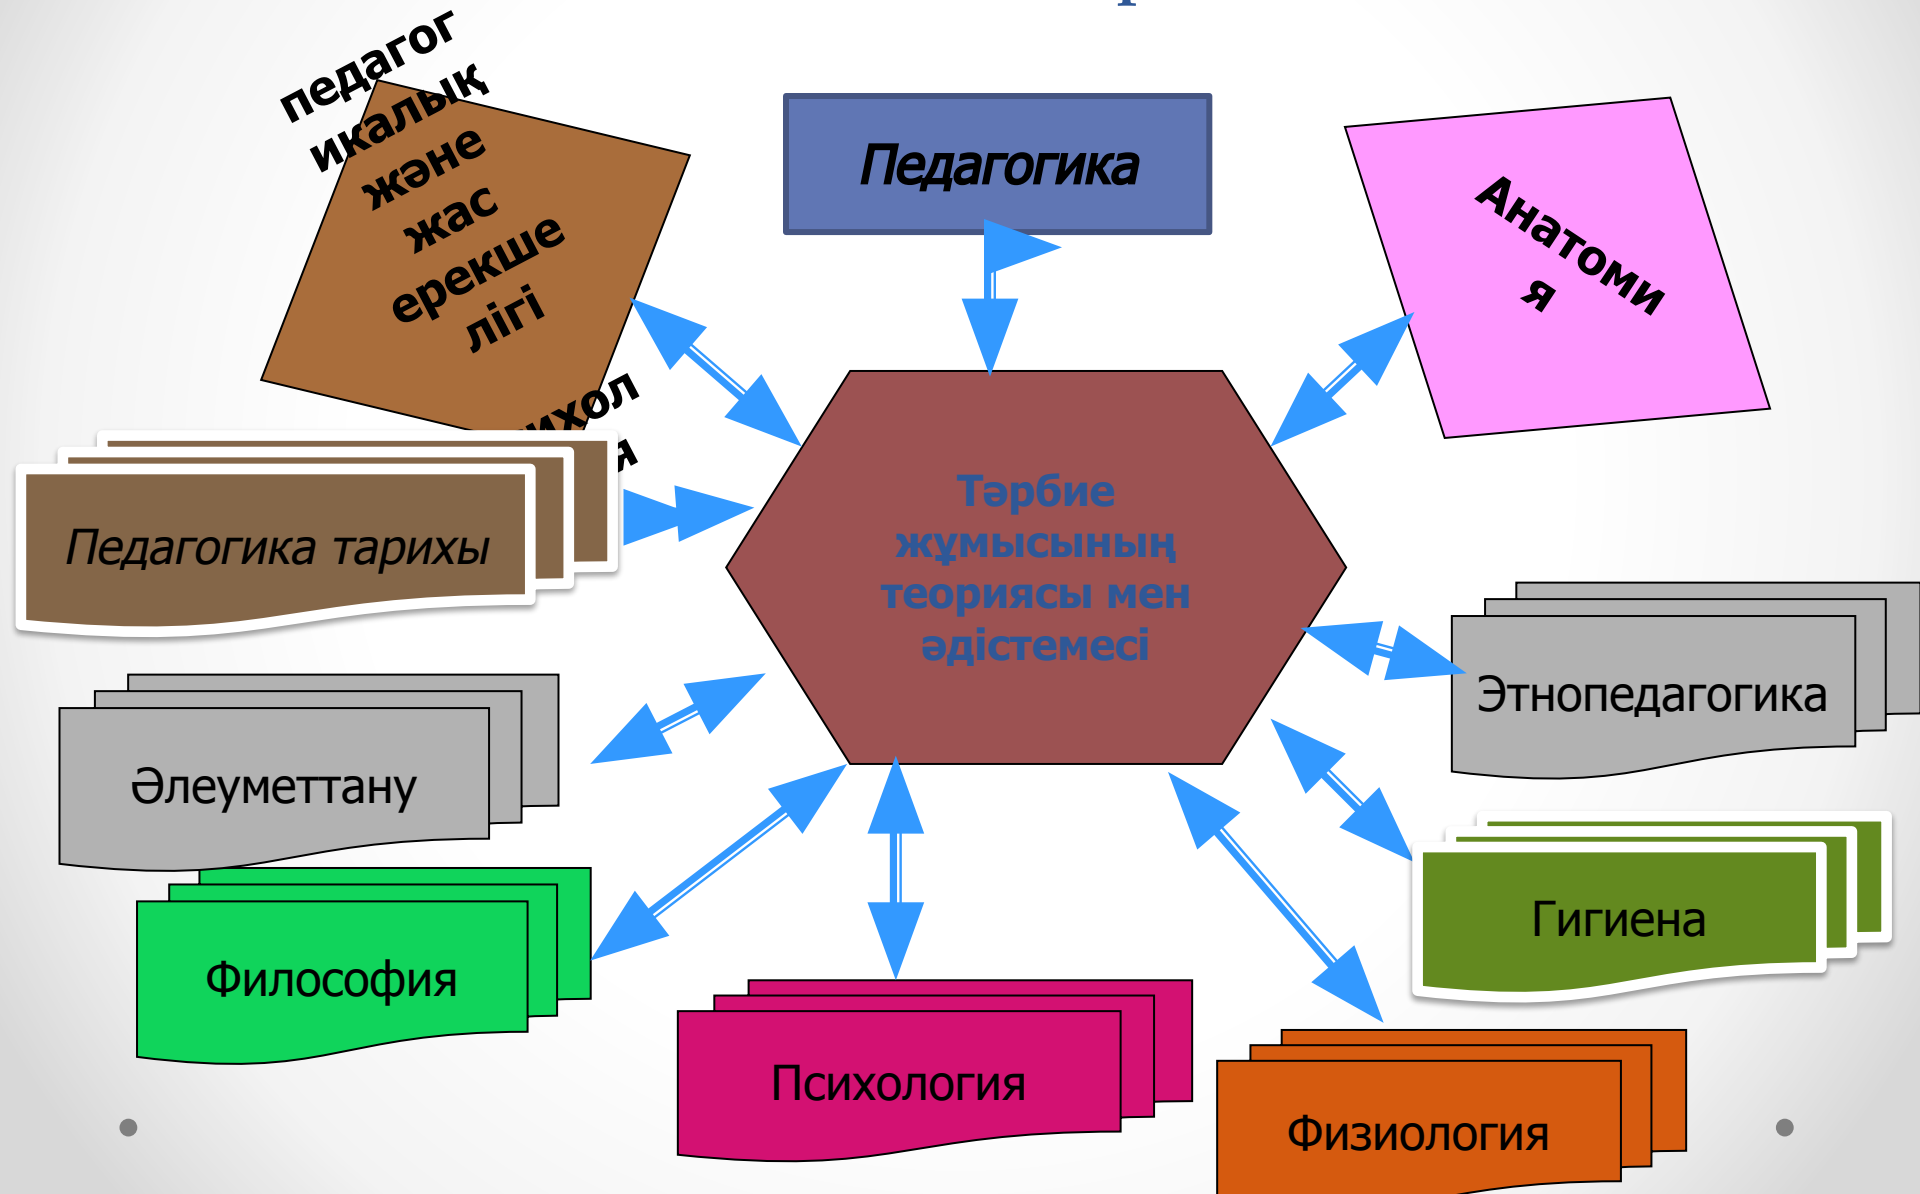 педагог
икалық
және
жас
ерекше
лігі
Педагогика
Анатоми
я
Тәрбие
жұмысының
теориясы мен
әдістемесі
Педагогика тарихы
Этнопедагогика
Әлеуметтану
Гигиена
Философия
Психология
Физиология